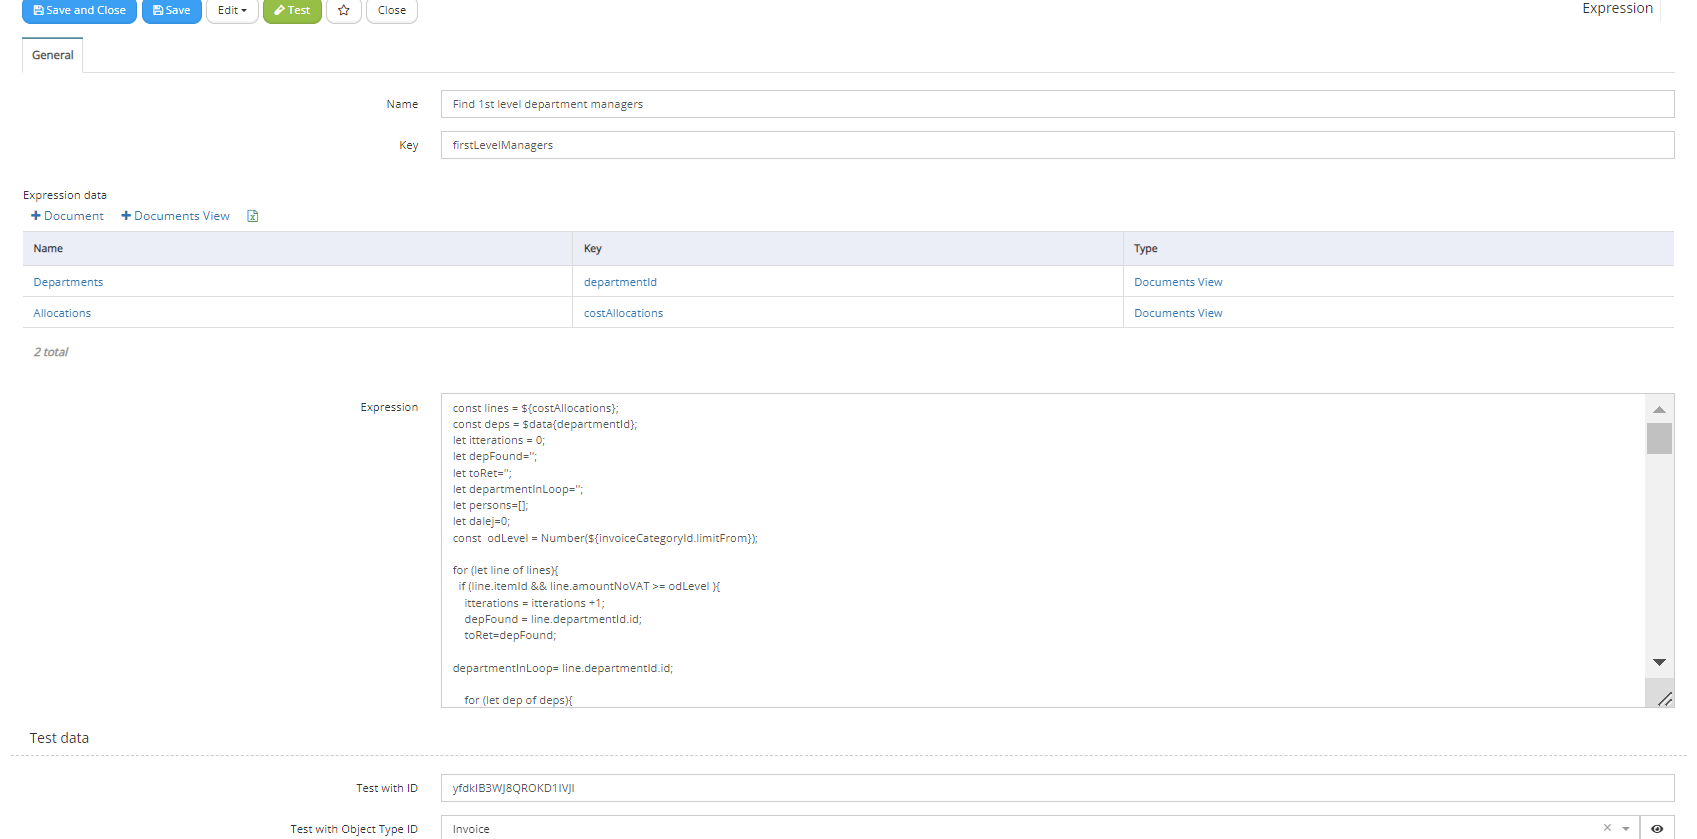 Save and Close Save Edit Test Close Expression
General
Name Find 1st level department managers
Key firstLevelManagers
Expression data
Document Documents View
Name Key Type
Departments departmentId Documents View
Allocations costAllocations Documents View
2 total
Expression
const lines = ${costAllocations};
const deps = $data{departmentId};
let itterations = 0;
let depFound='';
let toRet='';
let departmentInLoop='';
let persons=[];
let dalej=0;
const  odLevel = Number(${invoiceCategoryId.limitFrom});
for (let line of lines){
if (line.itemId && line.amountNoVAT >= odLevel ){
itterations = itterations +1;
depFound = line.departmentId.id;
toRet=depFound;
departmentInLoop= line.departmentId.id;
for (let dep of deps){
Test data
Test with ID
Test with Object Type ID Invoice